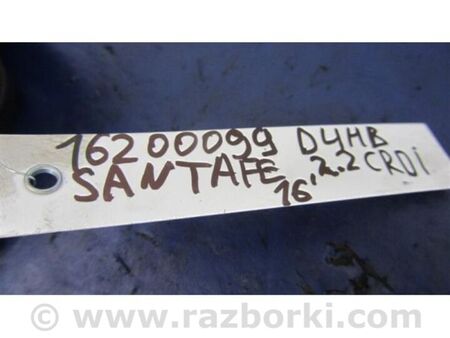 16200099 D4HB
SANTAFE 16' 2.2 CRDI
© www.razborki.com